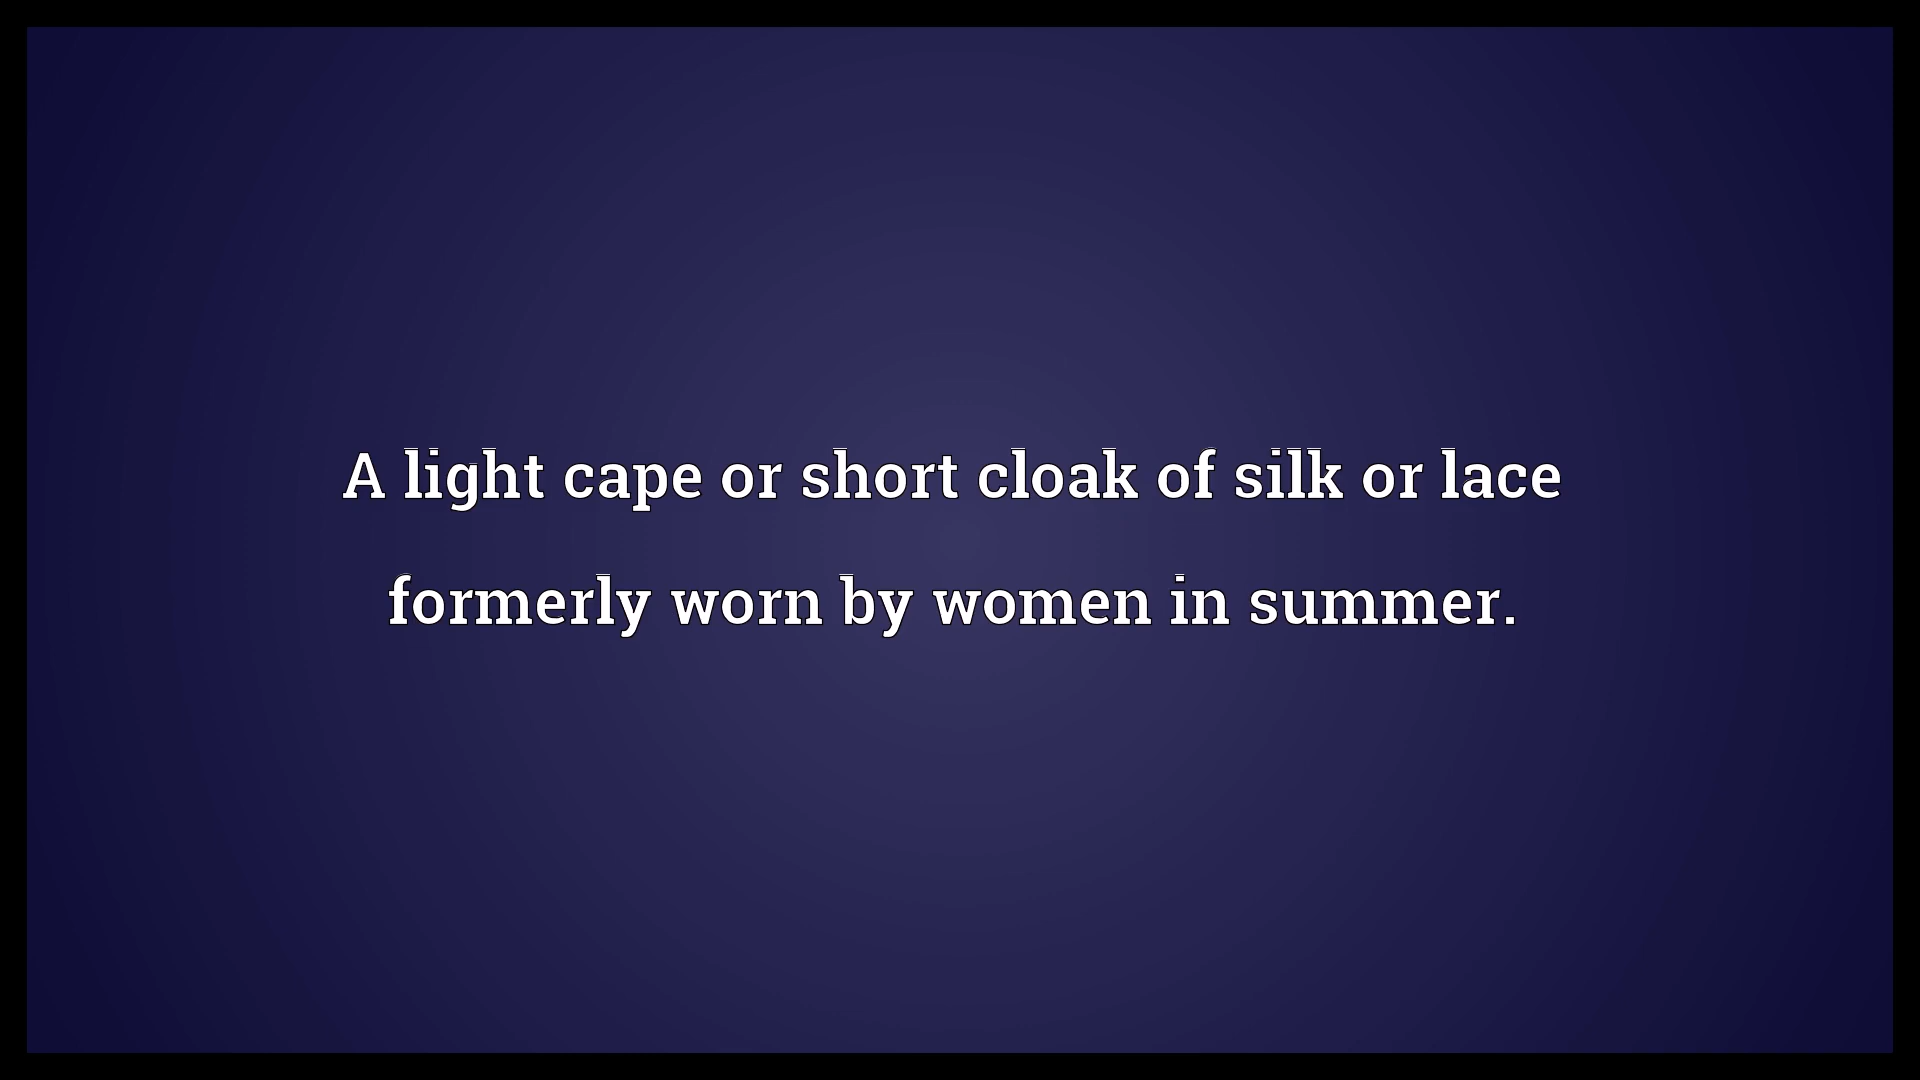 A light cape or short cloak of silk or lace
formerly worn by women in summer.